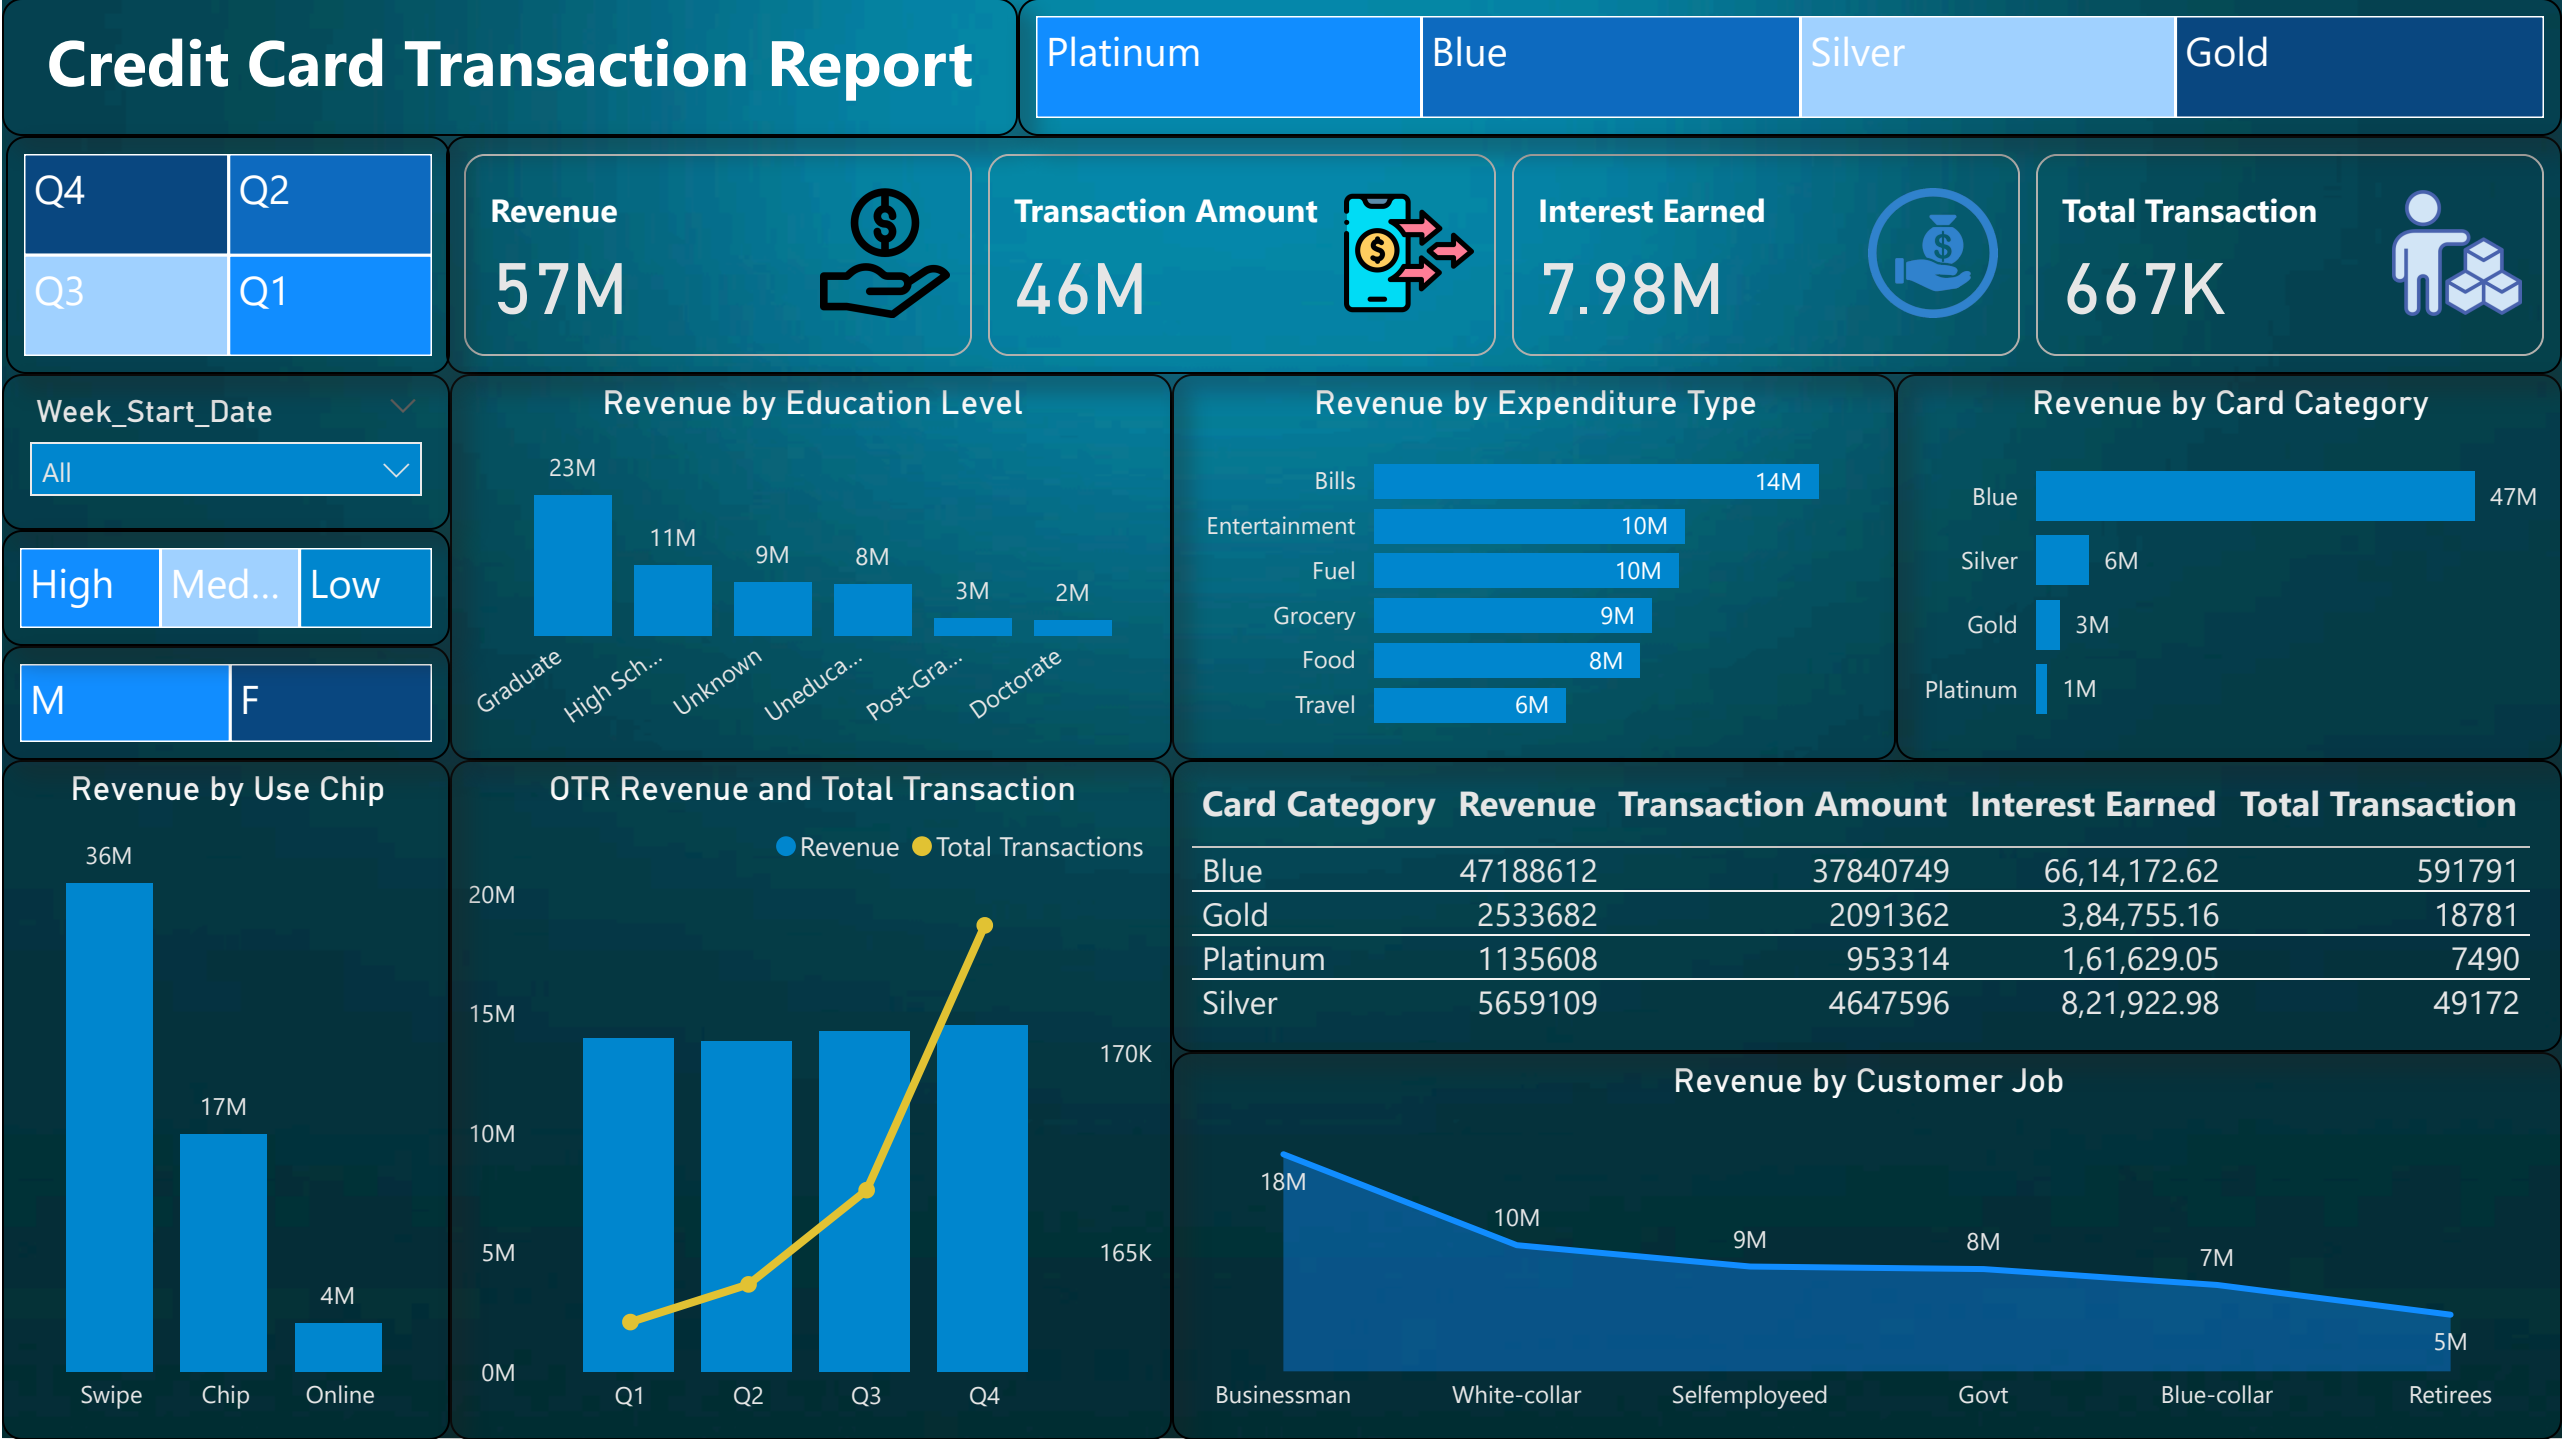 Credit Card Transaction Report
Platinum
Blue
Silver
Gold
Q4
Q2
Q3
Q1
Revenue
57M
Transaction Amount
46M
Interest Earned
7.98M
Total Transaction
667K
Week_Start_Date
All
High
Med...
Low
M
F
Revenue by Education Level
23M
11M
9M
8M
3M
2M
Graduate
High Sch...
Unknown
Uneduca...
Post-Gra...
Doctorate
Revenue by Expenditure Type
Bills 14M
Entertainment 10M
Fuel 10M
Grocery 9M
Food 8M
Travel 6M
Revenue by Card Category
Blue 47M
Silver 6M
Gold 3M
Platinum 1M
Revenue by Use Chip
36M
17M
4M
Swipe Chip Online
OTR Revenue and Total Transaction
Revenue Total Transactions
20M
15M
10M
5M
0M
170K
165K
Q1 Q2 Q3 Q4
Card Category Revenue Transaction Amount Interest Earned Total Transaction
Blue 47188612 37840749 66,14,172.62 591791
Gold 2533682 2091362 3,84,755.16 18781
Platinum 1135608 953314 1,61,629.05 7490
Silver 5659109 4647596 8,21,922.98 49172
Revenue by Customer Job
18M
10M
9M
8M
7M
5M
Businessman White-collar Selfemployeed Govt Blue-collar Retirees